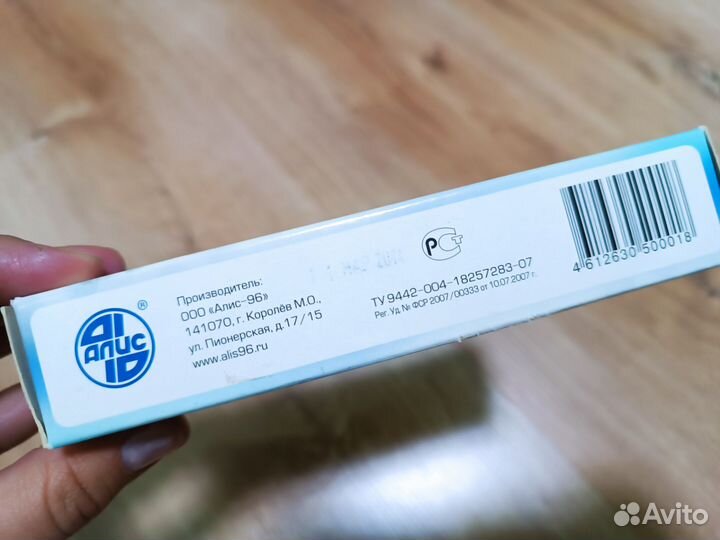 АЛИС
®
Производитель:
ООО «Алис-96»
141070, г. Королёв М.О.,
ул. Пионерская, д.17/15
www.alis96.ru
РСТ
ТУ 9442-004-18257283-07
Рег. Уд.№ ФСР 2007/00333 от 10.07.2007 г.
4 612630 500018
Avito